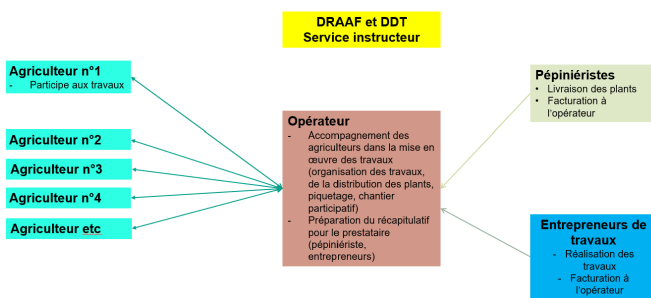 DRAAF et DDT
Service instructeur
Agriculteur n°1
- Participe aux travaux
Agriculteur n°2
Agriculteur n°3
Agriculteur n°4
Agriculteur etc
Opérateur
- Accompagnement des
agriculteurs dans la mise en
œuvre des travaux
(organisation des travaux,
de la distribution des plants,
piquetage, chantier
participatif)
- Préparation du récapitulatif
pour le prestataire
(pépiniériste,
entrepreneurs)
Pépiniéristes
• Livraison des plants
• Facturation à
l'opérateur
Entrepreneurs de
travaux
- Réalisation des
travaux
- Facturation à
l'opérateur